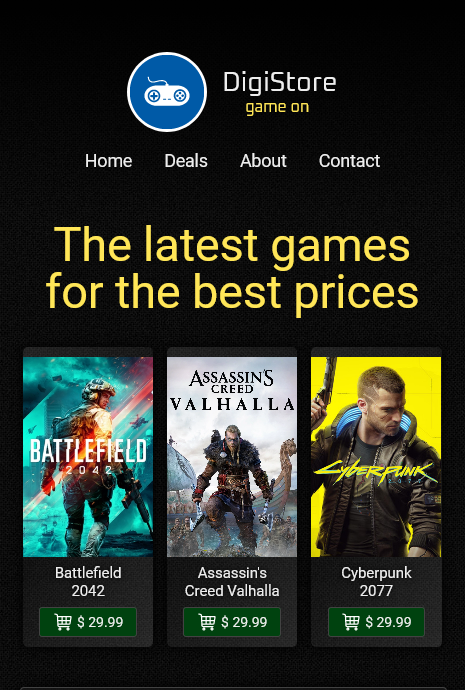 DigiStore
game on
Home Deals About Contact
The latest games
for the best prices
BATTLEFIELD
2042
ASSASSIN'S
CREED
VALHALLA
CYBERPUNK
Battlefield
2042
$ 29.99
Assassin's
Creed Valhalla
$ 29.99
Cyberpunk
2077
$ 29.99